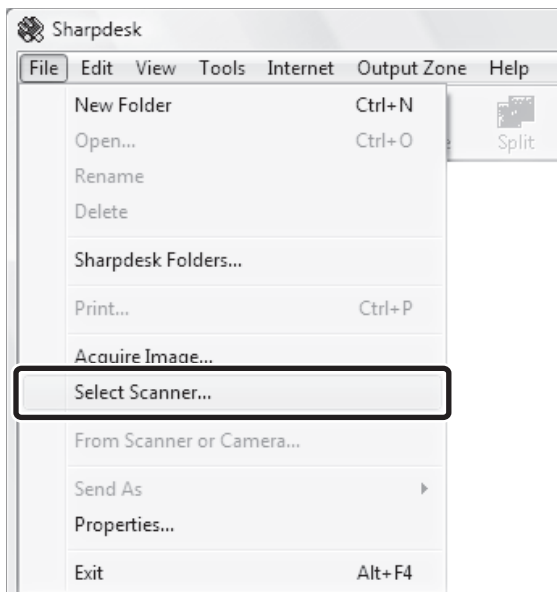 Sharpdesk
File Edit View Tools Internet Output Zone Help
New Folder Ctrl+N
Open... Ctrl+O
Split
Rename
Delete
Sharpdesk Folders...
Print... Ctrl+P
Acquire Image...
Select Scanner...
From Scanner or Camera...
Send As
Properties...
Exit Alt+F4